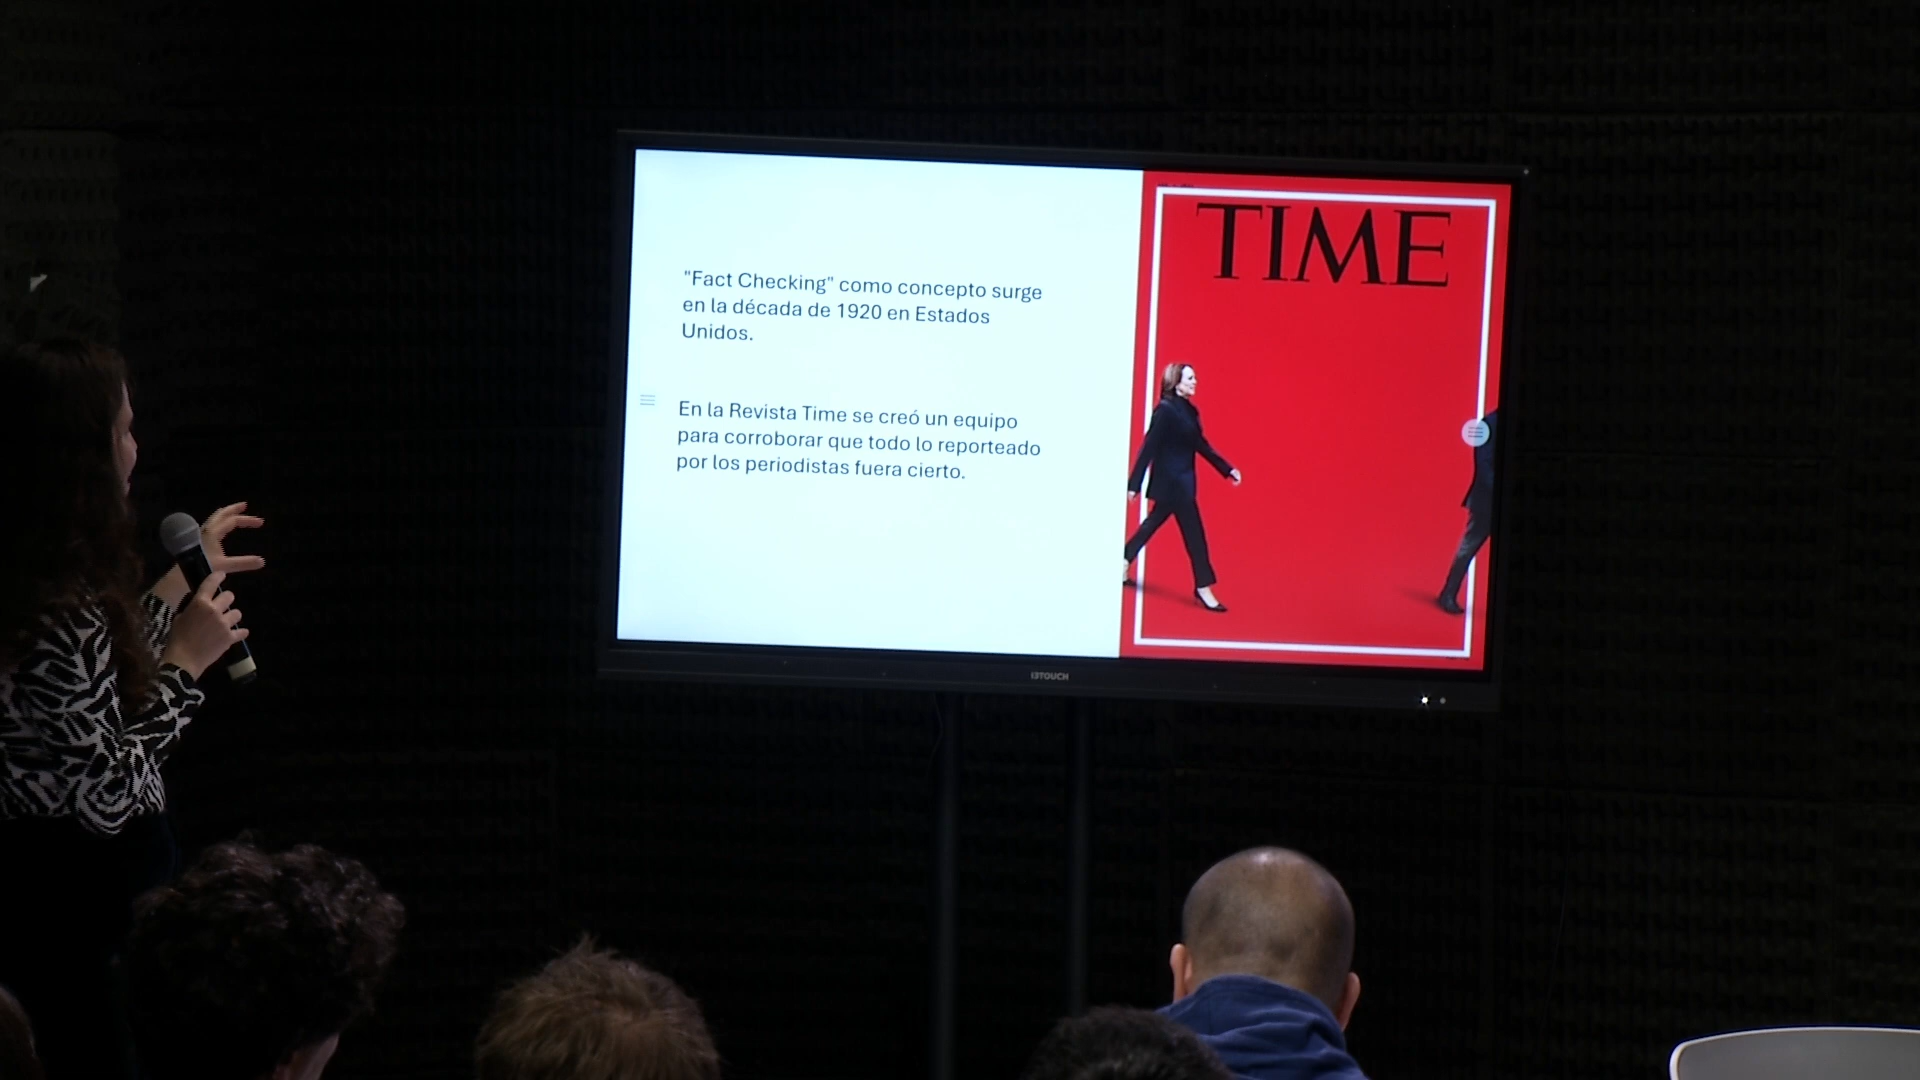 "Fact Checking" como concepto surge
en la década de 1920 en Estados
Unidos.
En la Revista Time se creó un equipo
para corroborar que todo lo reporteado
por los periodistas fuera cierto.
TIME
i3TOUCH